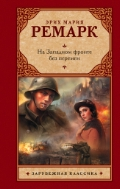 ЭРИХ МАРИЯ
РЕМАРК
На Западном фронте
без перемен
ЗАРУБЕЖНАЯ КЛАССИКА